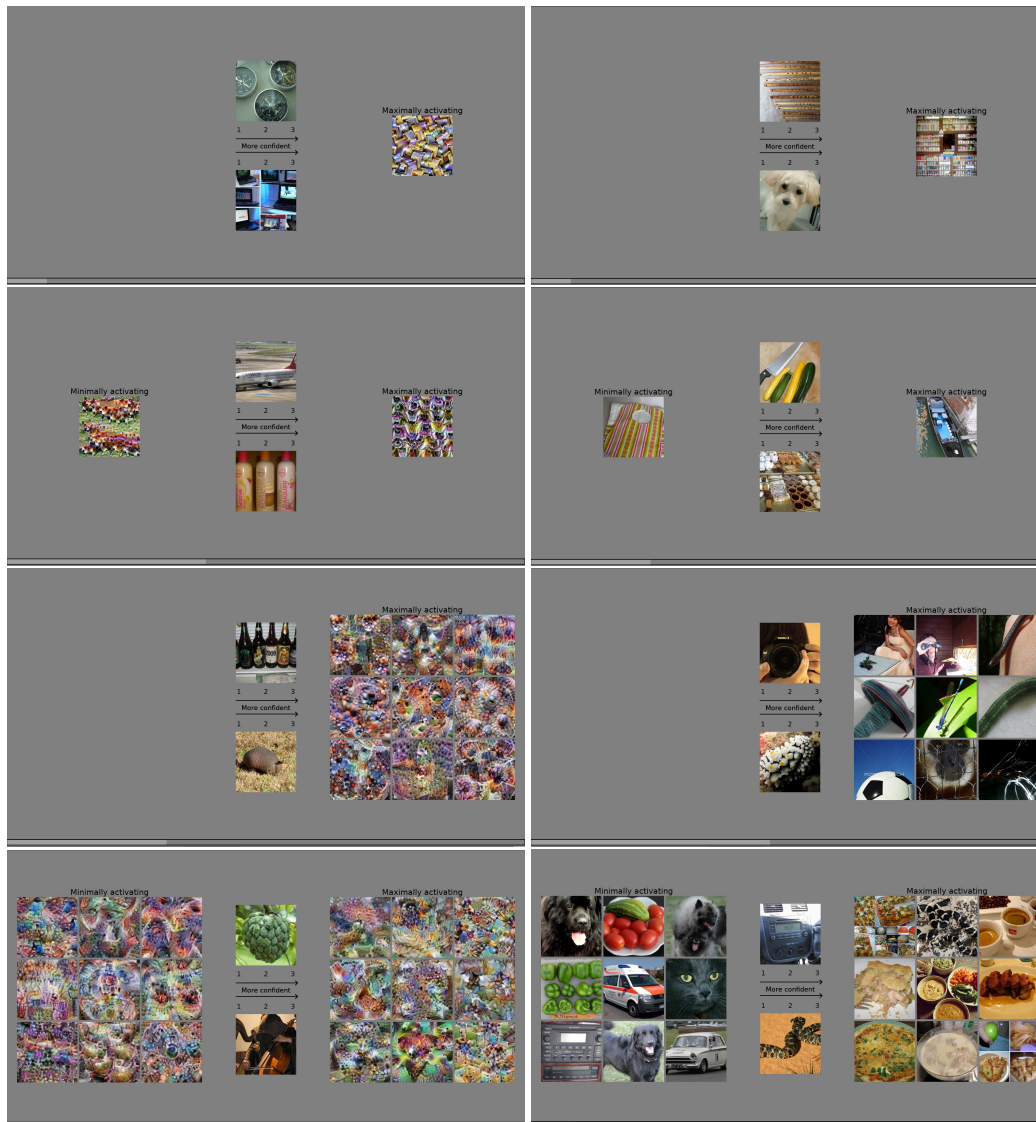 Maximally activating
1 2 3
More confident
1 2 3
Maximally activating
1 2 3
More confident
1 2 3
Minimally activating
Maximally activating
1 2 3
More confident
1 2 3
Minimally activating
Maximally activating
1 2 3
More confident
1 2 3
Maximally activating
1 2 3
More confident
1 2 3
Maximally activating
1 2 3
More confident
1 2 3
Minimally activating
Maximally activating
1 2 3
More confident
1 2 3
Minimally activating
Maximally activating
1 2 3
More confident
1 2 3